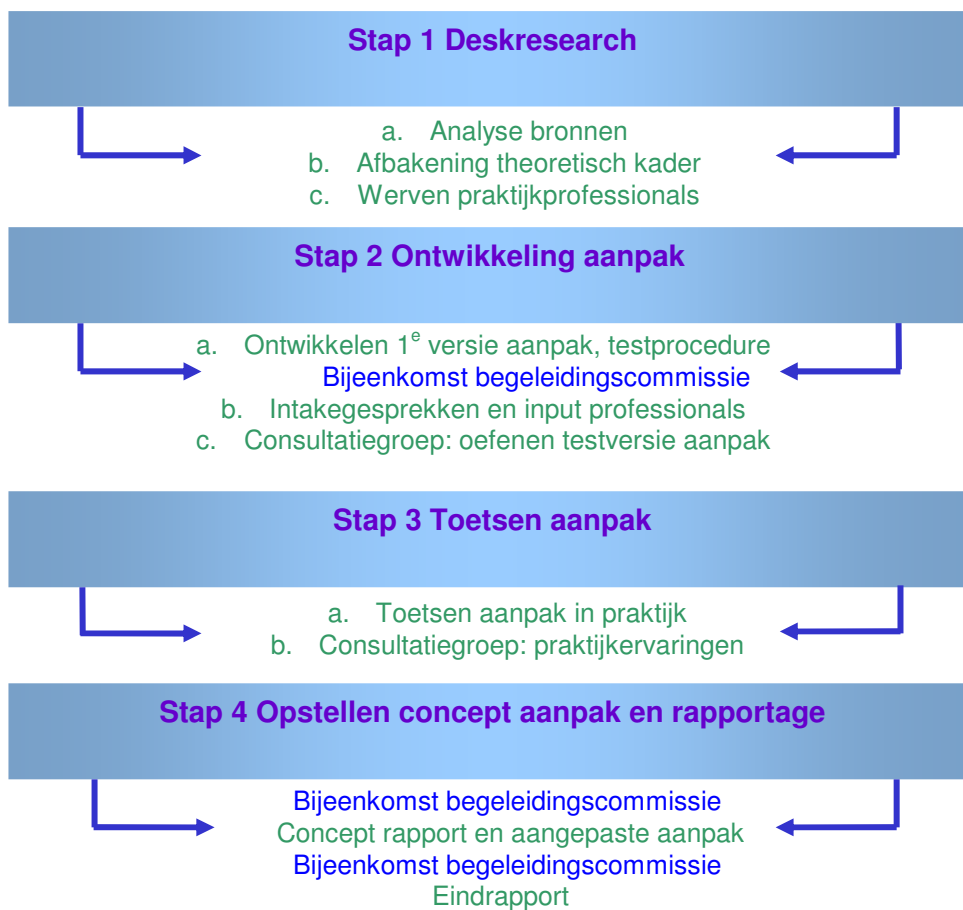 Stap 1 Deskresearch
a. Analyse bronnen
b. Afbakening theoretisch kader
c. Werven praktijkprofessionals
Stap 2 Ontwikkeling aanpak
a. Ontwikkelen 1e versie aanpak, testprocedure
Bijeenkomst begeleidingscommissie
b. Intakegesprekken en input professionals
c. Consultatiegroep: oefenen testversie aanpak
Stap 3 Toetsen aanpak
a. Toetsen aanpak in praktijk
b. Consultatiegroep: praktijkervaringen
Stap 4 Opstellen concept aanpak en rapportage
Bijeenkomst begeleidingscommissie
Concept rapport en aangepaste aanpak
Bijeenkomst begeleidingscommissie
Eindrapport